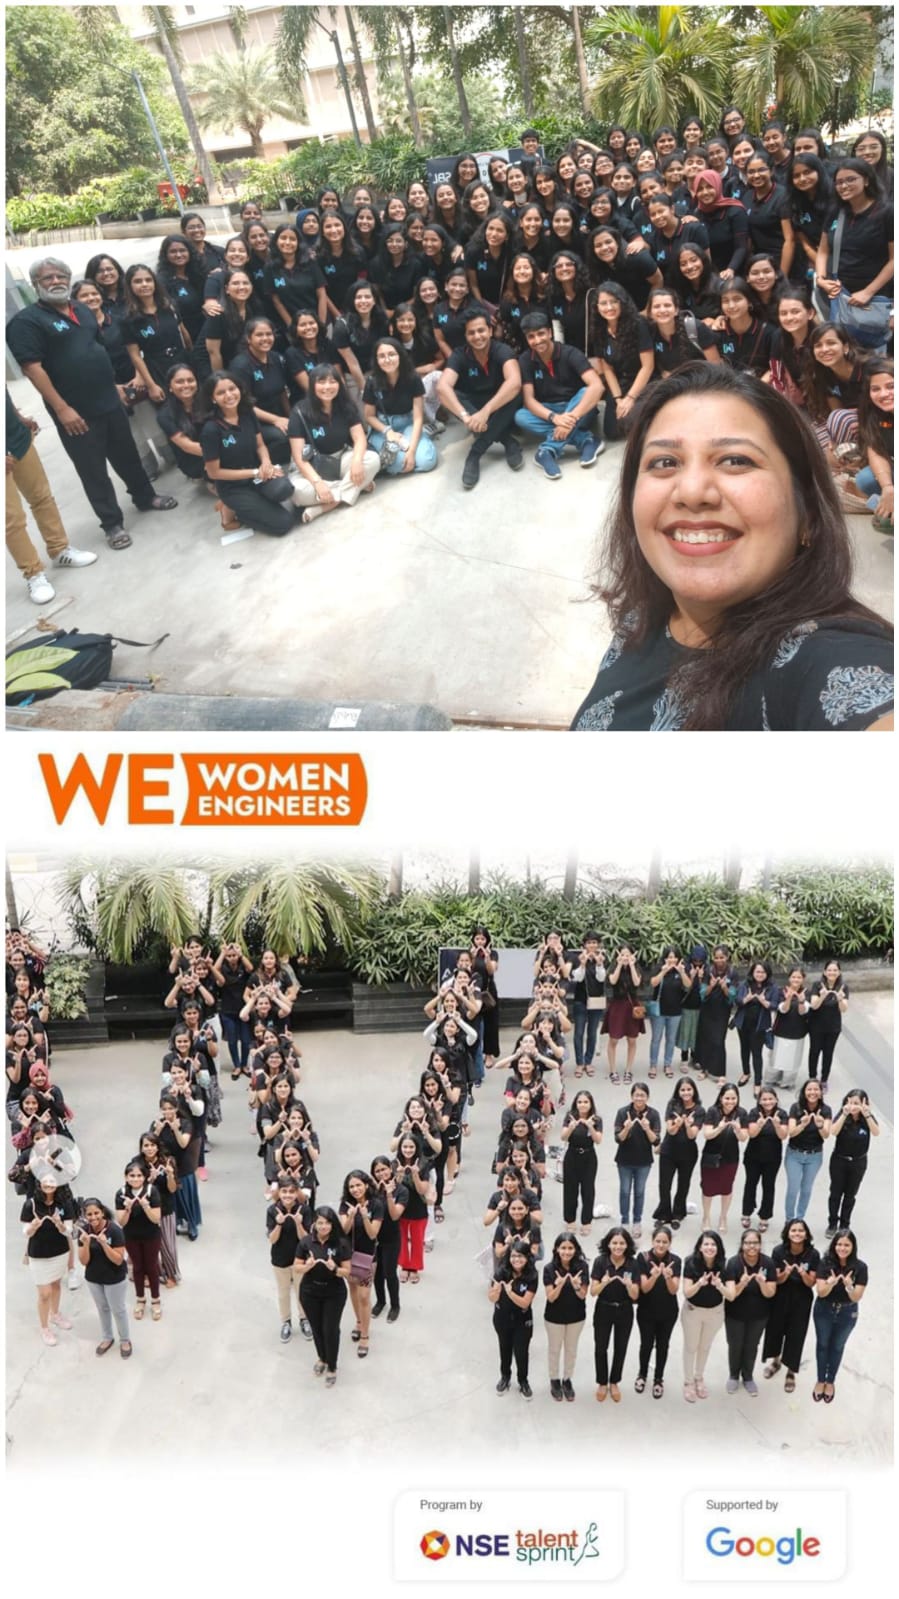 WE WOMEN
ENGINEERS
Program by
NSE talent
sprint
Supported by
Google